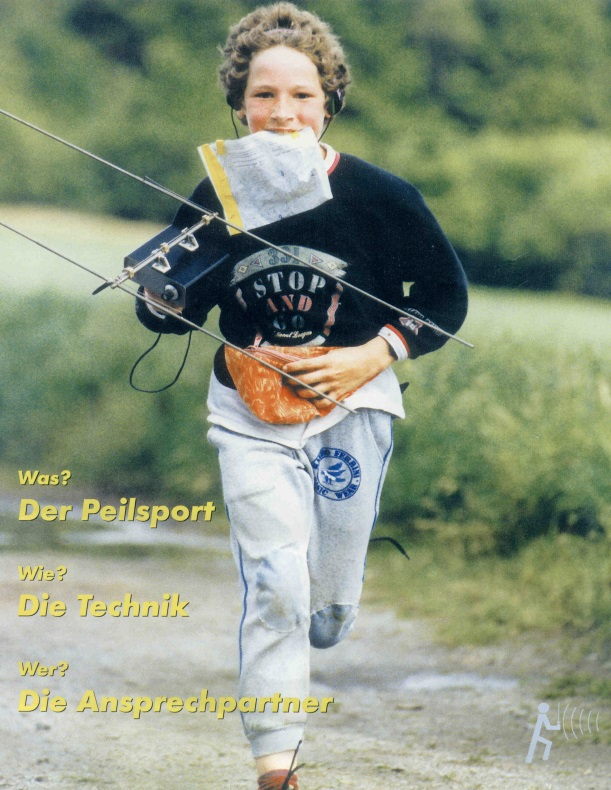 STOP
AND
GO
Was?
Der Peilsport
Wie?
Die Technik
Wer?
Die Ansprechpartner